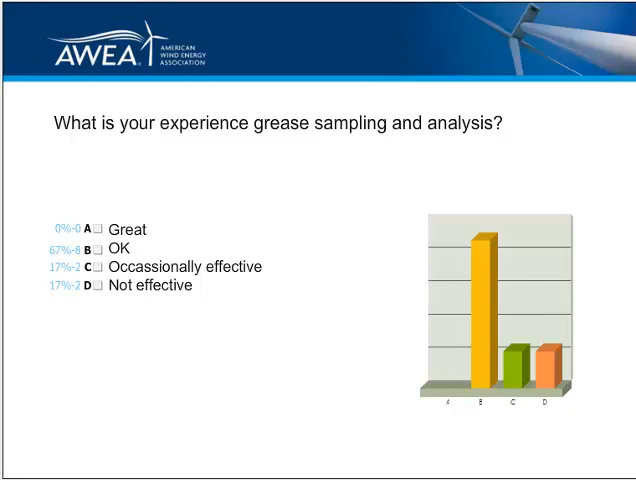 AWEA®
AMERICAN
WIND ENERGY
ASSOCIATION
What is your experience grease sampling and analysis?
0%-0 A Great
67%-8 B OK
17%-2 C Occassionally effective
17%-2 D Not effective
A B C D